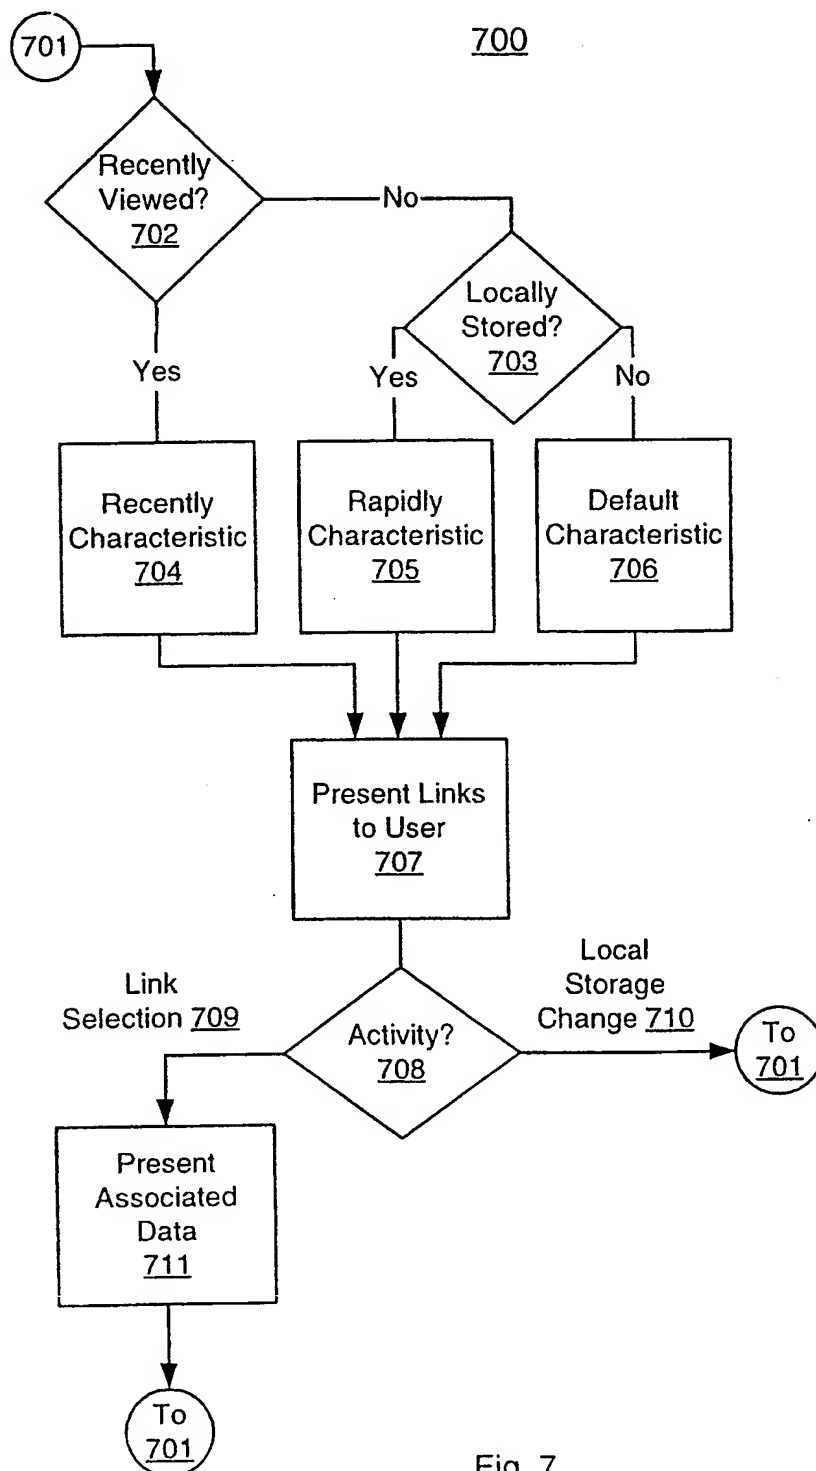 701
700
Recently
Viewed?
702
No
Locally
Stored?
703
Yes
Yes
No
Recently
Characteristic
704
Rapidly
Characteristic
705
Default
Characteristic
706
Present Links
to User
707
Link
Selection 709
Local
Storage
Change 710
Activity?
708
To
701
Present
Associated
Data
711
To
701
Fig. 7